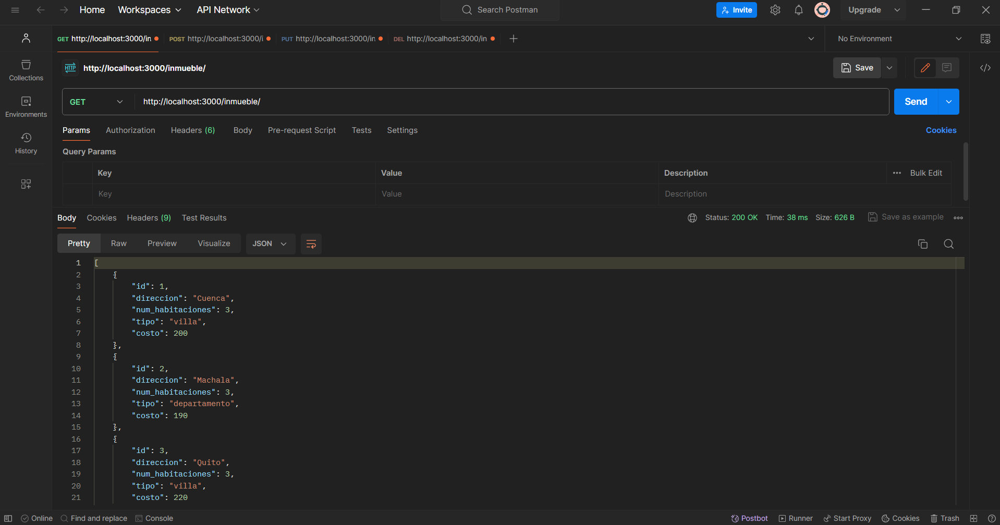 Home Workspaces API Network Search Postman Invite Upgrade
GET http://localhost:3000/in POST http://localhost:3000/i PUT http://localhost:3000/in DEL http://localhost:3000/in No Environment
HTTP http://localhost:3000/inmueble/ Save
Collections
Environments
History
GET http://localhost:3000/inmueble/ Send
Params Authorization Headers (6) Body Pre-request Script Tests Settings Cookies
Query Params
Key Value Description Bulk Edit
Key Value Description
Body Cookies Headers (9) Test Results Status: 200 OK Time: 38 ms Size: 626 B Save as example
Pretty Raw Preview Visualize JSON
1 [
2 {
3 "id": 1,
4 "direccion": "Cuenca",
5 "num_habitaciones": 3,
6 "tipo": "villa",
7 "costo": 200
8 },
9 {
10 "id": 2,
11 "direccion": "Machala",
12 "num_habitaciones": 3,
13 "tipo": "departamento",
14 "costo": 190
15 },
16 {
17 "id": 3,
18 "direccion": "Quito",
19 "num_habitaciones": 3,
20 "tipo": "villa",
21 "costo": 220
Online Find and replace Console Postbot Runner Start Proxy Cookies Trash